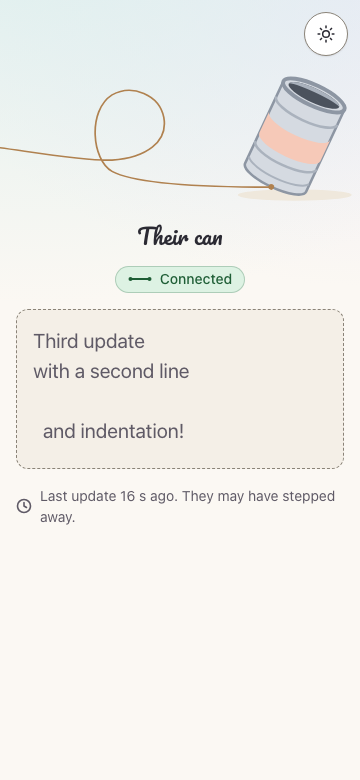 Their can
Connected
Third update
with a second line

  and indentation!
Last update 16 s ago. They may have stepped
away.